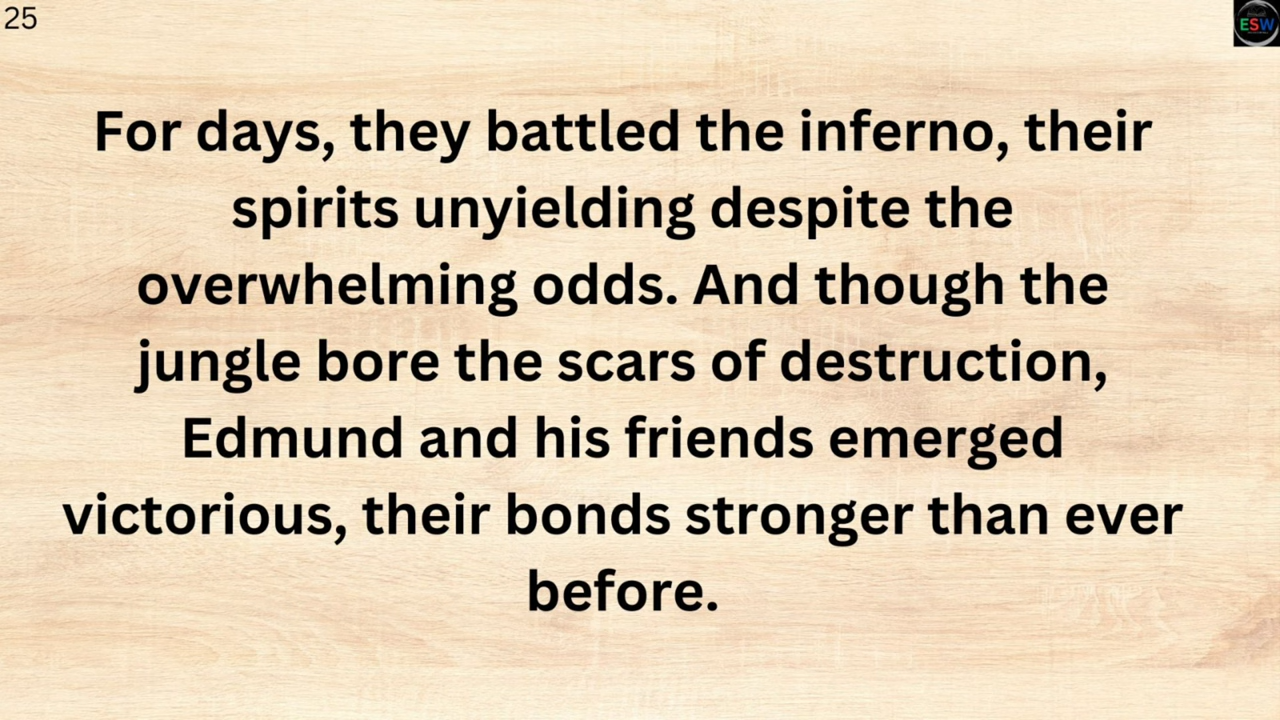 25
ESW
For days, they battled the inferno, their
spirits unyielding despite the
overwhelming odds. And though the
jungle bore the scars of destruction,
Edmund and his friends emerged
victorious, their bonds stronger than ever
before.